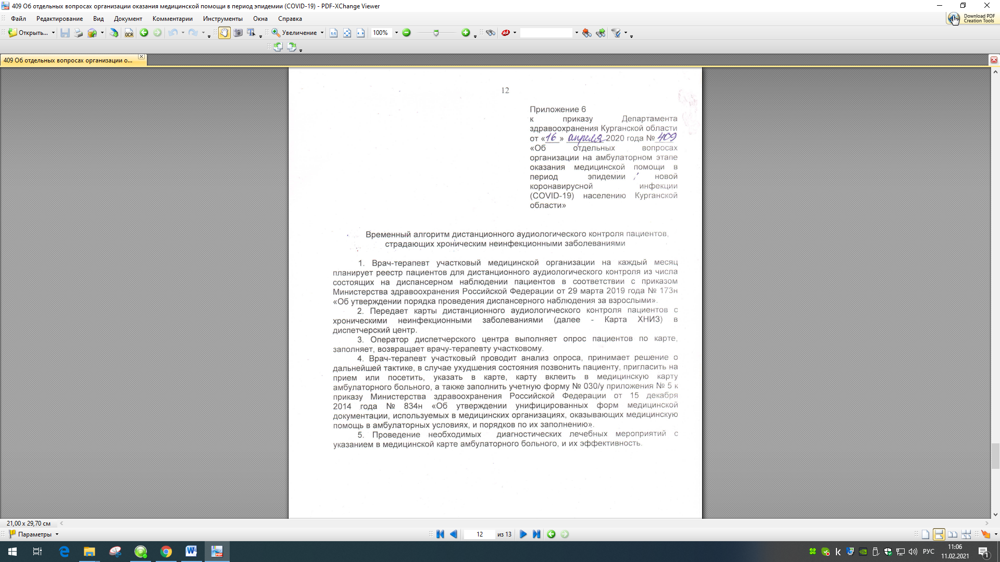 409 Об отдельных вопросах организации оказания медицинской помощи в период эпидемии (COVID-19) - PDF-XChange Viewer
Файл Редактирование Вид Документ Комментарии Инструменты Окна Справка
Download PDF
Creation Tools
Открыть... OCR Увеличение 1:1 100%
409 Об отдельных вопросах организации о...
12
Приложение 6
к приказу Департамента
здравоохранения Курганской области
от «16» апреля 2020 года № 409
«Об отдельных вопросах
организации на амбулаторном этапе
оказания медицинской помощи в
период эпидемии новой
коронавирусной инфекции
(COVID-19) населению Курганской
области»
Временный алгоритм дистанционного аудиологического контроля пациентов,
страдающих хроническим неинфекционными заболеваниями
1. Врач-терапевт участковый медицинской организации на каждый месяц
планирует реестр пациентов для дистанционного аудиологического контроля из числа
состоящих на диспансерном наблюдении пациентов в соответствии с приказом
Министерства здравоохранения Российской Федерации от 29 марта 2019 года № 173н
«Об утверждении порядка проведения диспансерного наблюдения за взрослыми».
2. Передает карты дистанционного аудиологического контроля пациентов с
хроническими неинфекционными заболеваниями (далее - Карта ХНИЗ) в
диспетчерский центр.
3. Оператор диспетчерского центра выполняет опрос пациентов по карте,
заполняет, возвращает врачу-терапевту участковому.
4. Врач-терапевт участковый проводит анализ опроса, принимает решение о
дальнейшей тактике, в случае ухудшения состояния позвонить пациенту, пригласить на
прием или посетить, указать в карте, карту вклеить в медицинскую карту
амбулаторного больного, а также заполнить учетную форму № 030/у приложения № 5 к
приказу Министерства здравоохранения Российской Федерации от 15 декабря
2014 года № 834н «Об утверждении унифицированных форм медицинской
документации, используемых в медицинских организациях, оказывающих медицинскую
помощь в амбулаторных условиях, и порядков по их заполнению».
5. Проведение необходимых диагностических лечебных мероприятий с
указанием в медицинской карте амбулаторного больного, и их эффективность.
21,00 x 29,70 см
Параметры 12 из 13
РУС 11:06
11.02.2021 1